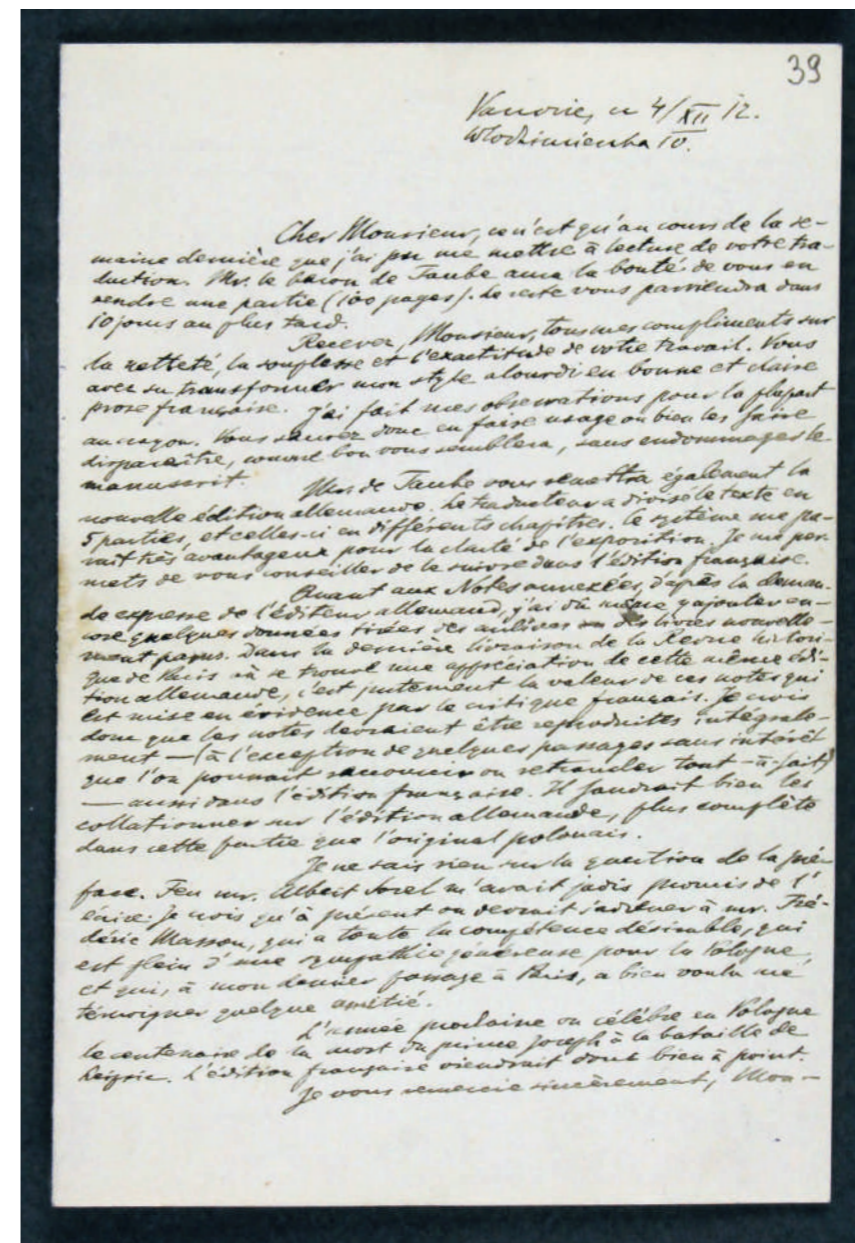 39
Varsovie, ce 4/XII 12.
Włodzimierska 10.
Cher Monsieur, ce n'est qu'au cours de la se-
maine dernière que j'ai pu me mettre à lecture de votre tra-
duction. Mr. le baron de Taube aura la bonté de vous en
rendre une partie (100 pages). Le reste vous parviendra dans
10 jours au plus tard.
Recevez, Monsieur, tous mes compliments sur
la netteté, la souplesse et l'exactitude de votre travail. Vous
avez su transformer mon style alourdi en bonne et claire
prose française. J'ai fait mes observations pour la plupart
au crayon. Vous saurez donc en faire usage ou bien les faire
disparaître, comme bon vous semblera, sans endommager le
manuscrit.
Mr. de Taube vous remettra également la
nouvelle édition allemande. Le traducteur a divisé le texte en
5 parties, et celles-ci en différents chapitres. Ce système me pa-
rait très avantageux pour la clarté de l'exposition. Je me per-
mets de vous conseiller de le suivre dans l'édition française.
Quant aux Notes annexées, d'après la deman-
de expresse de l'éditeur allemand, j'ai dû même y ajouter en-
core quelques données tirées des archives ou des livres nouvelle-
ment parus. Dans la dernière livraison de la Revue histori-
que de Paris où se trouve une appréciation de cette même édi-
tion allemande, c'est justement la valeur de ces notes qui
est mise en évidence par le critique français. Je crois
donc que les notes devraient être reproduites intégrale-
ment — (à l'exception de quelques passages sans intérêt
que l'on pourrait raccourcir ou retrancher tout-à-fait)
— aussi dans l'édition française. Il faudrait bien les
collationner sur l'édition allemande, plus complète
dans cette partie que l'original polonais.
Je ne sais rien sur la question de la pré-
face. Feu mr. Albert Sorel m'avait jadis promis de l'
écrire. Je crois qu'à présent on devrait s'adresser à mr. Fré-
déric Masson, qui a toute la compétence désirable, qui
est plein d'une sympathie généreuse pour la Pologne,
et qui, à mon dernier passage à Paris, a bien voulu me
témoigner quelque amitié.
L'année prochaine on célèbre en Pologne
le centenaire de la mort du prince Joseph à la bataille de
Leipsic. L'édition française viendrait donc bien à point.
Je vous remercie sincèrement, Mon-